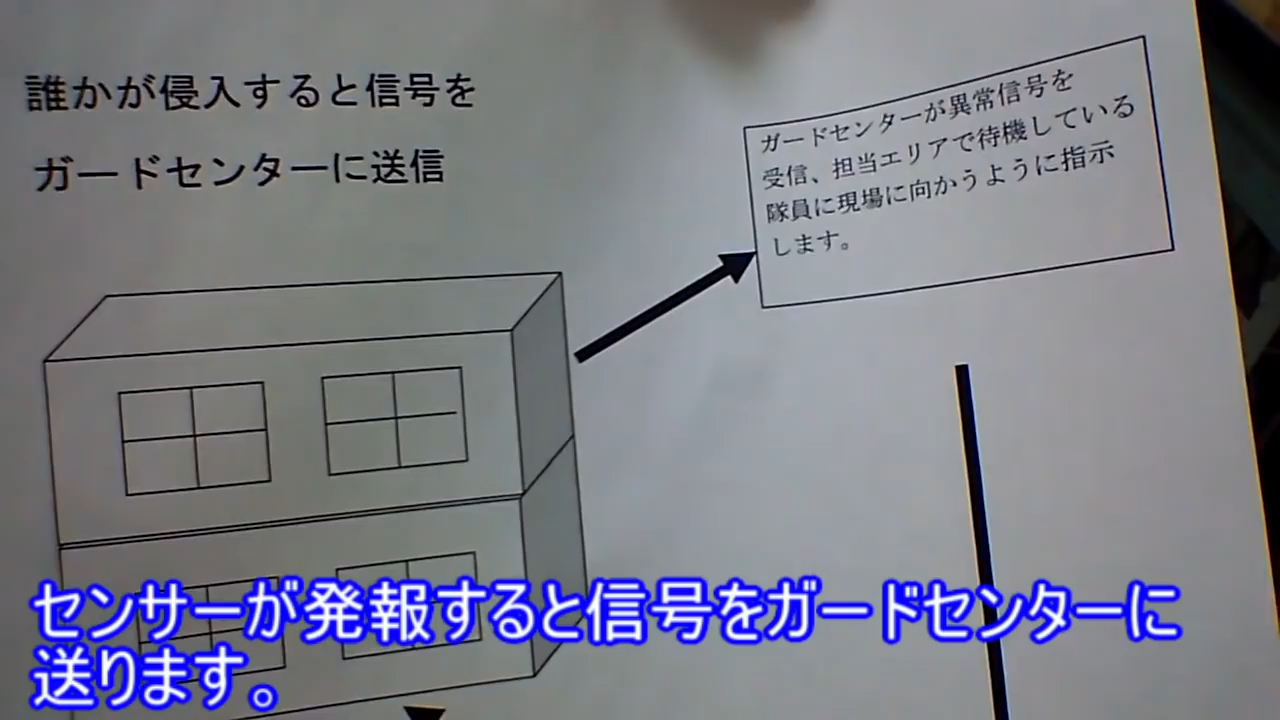 誰かが侵入すると信号を
ガードセンターに送信
ガードセンターが異常信号を
受信、担当エリアで待機している
隊員に現場に向かうように指示
します。
センサーが発報すると信号をガードセンターに
送ります。